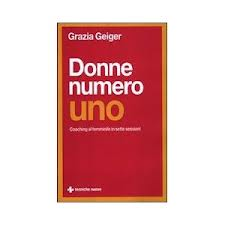 Grazia Geiger
Donne
numero
uno
Coaching al femminile in sette sessioni
tecniche nuove